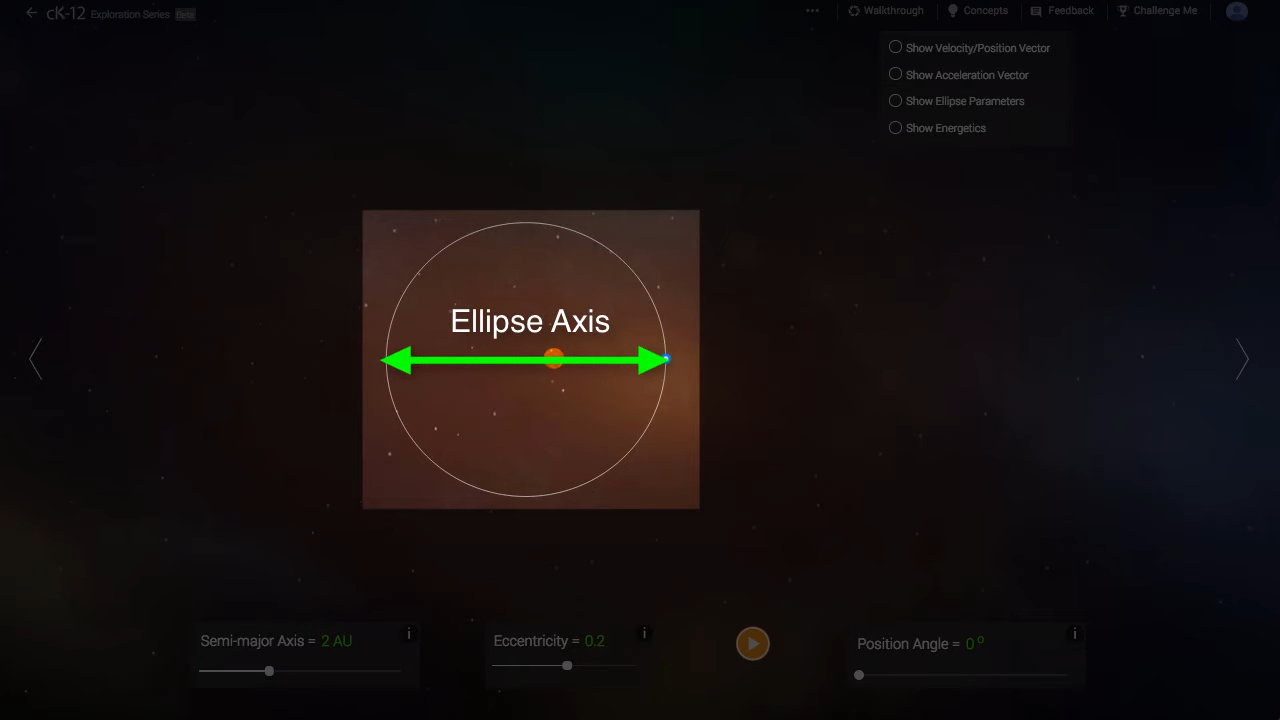 cK-12 Exploration Series Beta
Walkthrough
Concepts
Feedback
Challenge Me
Show Velocity/Position Vector
Show Acceleration Vector
Show Ellipse Parameters
Show Energetics
Ellipse Axis
Semi-major Axis = 2 AU
i
Eccentricity = 0.2
i
Position Angle = 0°
i